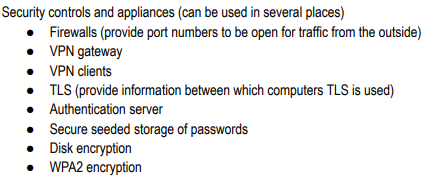 Security controls and appliances (can be used in several places)
● Firewalls (provide port numbers to be open for traffic from the outside)
● VPN gateway
● VPN clients
● TLS (provide information between which computers TLS is used)
● Authentication server
● Secure seeded storage of passwords
● Disk encryption
● WPA2 encryption